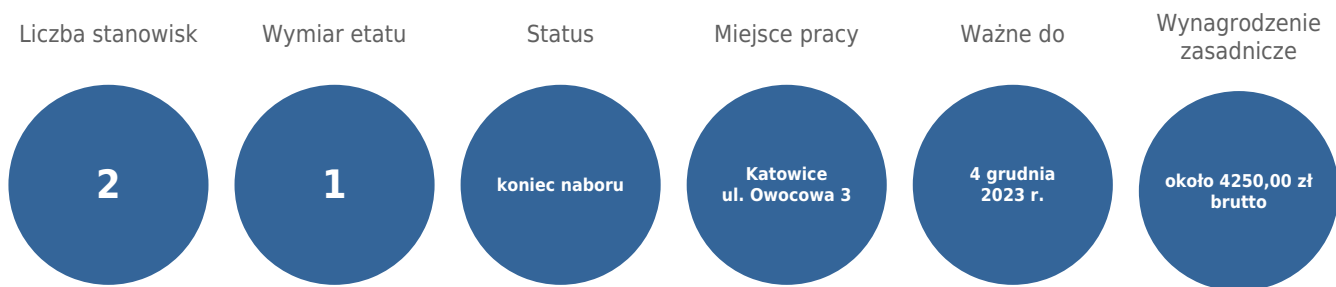 Liczba stanowisk
2
Wymiar etatu
1
Status
koniec naboru
Miejsce pracy
Katowice
ul. Owocowa 3
Ważne do
4 grudnia
2023 r.
Wynagrodzenie
zasadnicze
około 4250,00 zł
brutto